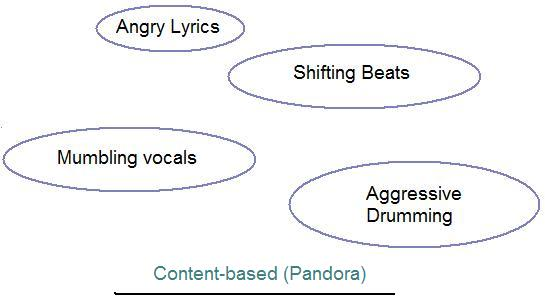 Angry Lyrics
Shifting Beats
Mumbling vocals
Aggressive
Drumming
Content-based (Pandora)